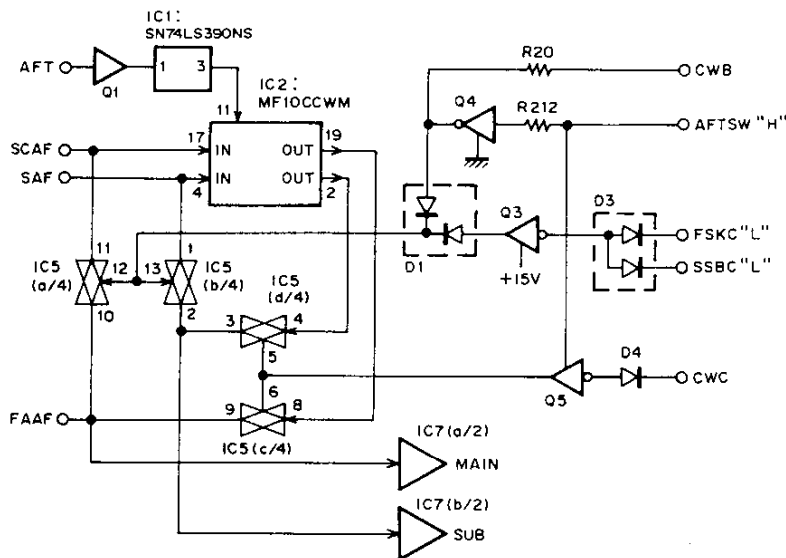 IC1:
SN74LS390NS
AFT
1
3
Q1
IC2:
MF10CCWM
11
R20
CWB
Q4
R212
AFTSW "H"
SCAF
17
IN
OUT
19
SAF
4
IN
OUT
2
D1
Q3
+15V
D3
FSKC "L"
SSBC "L"
11
1
IC5
(a/4)
12
13
IC5
(b/4)
10
2
IC5
(d/4)
3
4
5
6
9
8
IC5(c/4)
D4
Q5
CWC
FAAF
IC7(a/2)
MAIN
IC7(b/2)
SUB